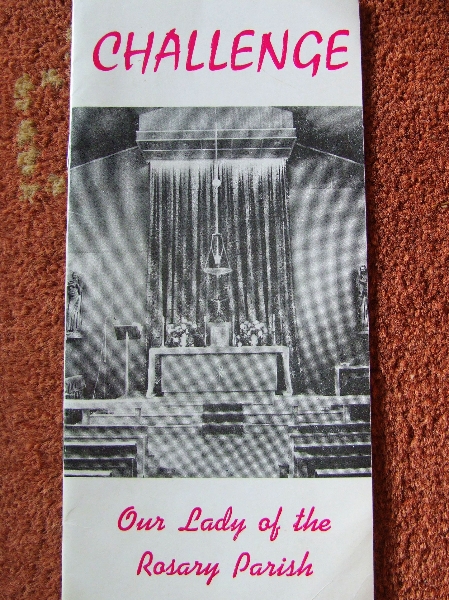 CHALLENGE
Our Lady of the
Rosary Parish